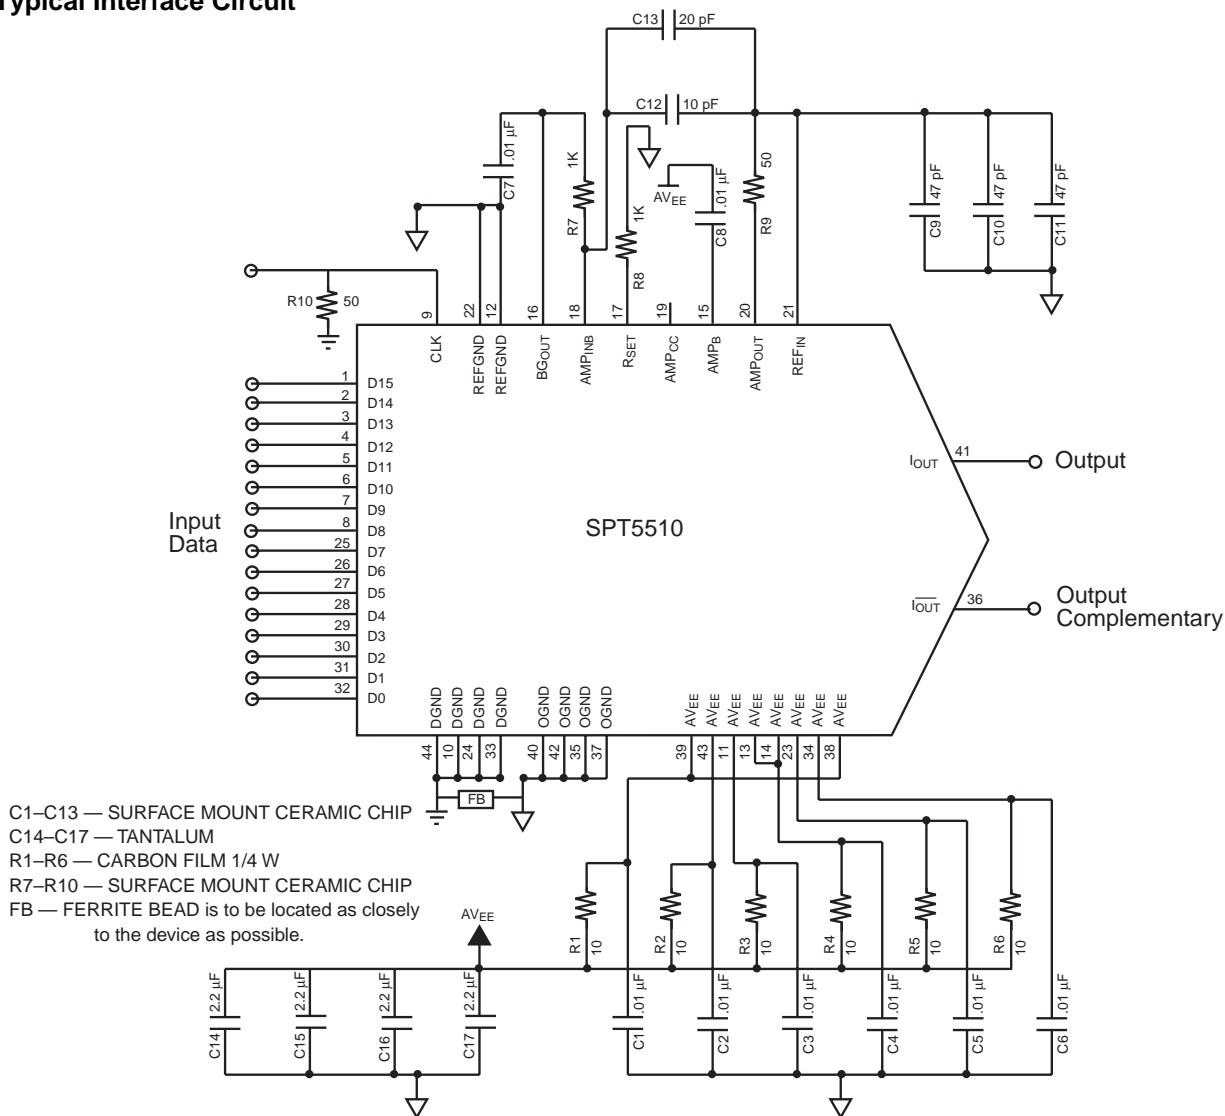 Typical Interface Circuit
C13 20 pF
C12 10 pF
.01 µF
C7
1K
R7
1K
R8
AVEE
.01 µF
C8
50
R9
47 pF
C9
47 pF
C10
47 pF
C11
R10 50
9
22
12
16
18
17
19
15
20
21
CLK
REFGND
REFGND
BGOUT
AMPINB
RSET
AMPCC
AMPB
AMPOUT
REFIN
Input
Data
1 D15
2 D14
3 D13
4 D12
5 D11
6 D10
7 D9
8 D8
25 D7
26 D6
27 D5
28 D4
29 D3
30 D2
31 D1
32 D0
SPT5510
IOUT 41 Output
IOUT 36 Output
Complementary
DGND
DGND
DGND
DGND
OGND
OGND
OGND
OGND
AVEE
AVEE
AVEE
AVEE
AVEE
AVEE
AVEE
AVEE
44
10
24
33
40
42
35
37
39
43
11
13
14
23
34
38
FB
C1–C13 — SURFACE MOUNT CERAMIC CHIP
C14–C17 — TANTALUM
R1–R6 — CARBON FILM 1/4 W
R7–R10 — SURFACE MOUNT CERAMIC CHIP
FB — FERRITE BEAD is to be located as closely
to the device as possible.
AVEE
R1
10
R2
10
R3
10
R4
10
R5
10
R6
10
2.2 µF
C14
2.2 µF
C15
2.2 µF
C16
2.2 µF
C17
.01 µF
C1
.01 µF
C2
.01 µF
C3
.01 µF
C4
.01 µF
C5
.01 µF
C6